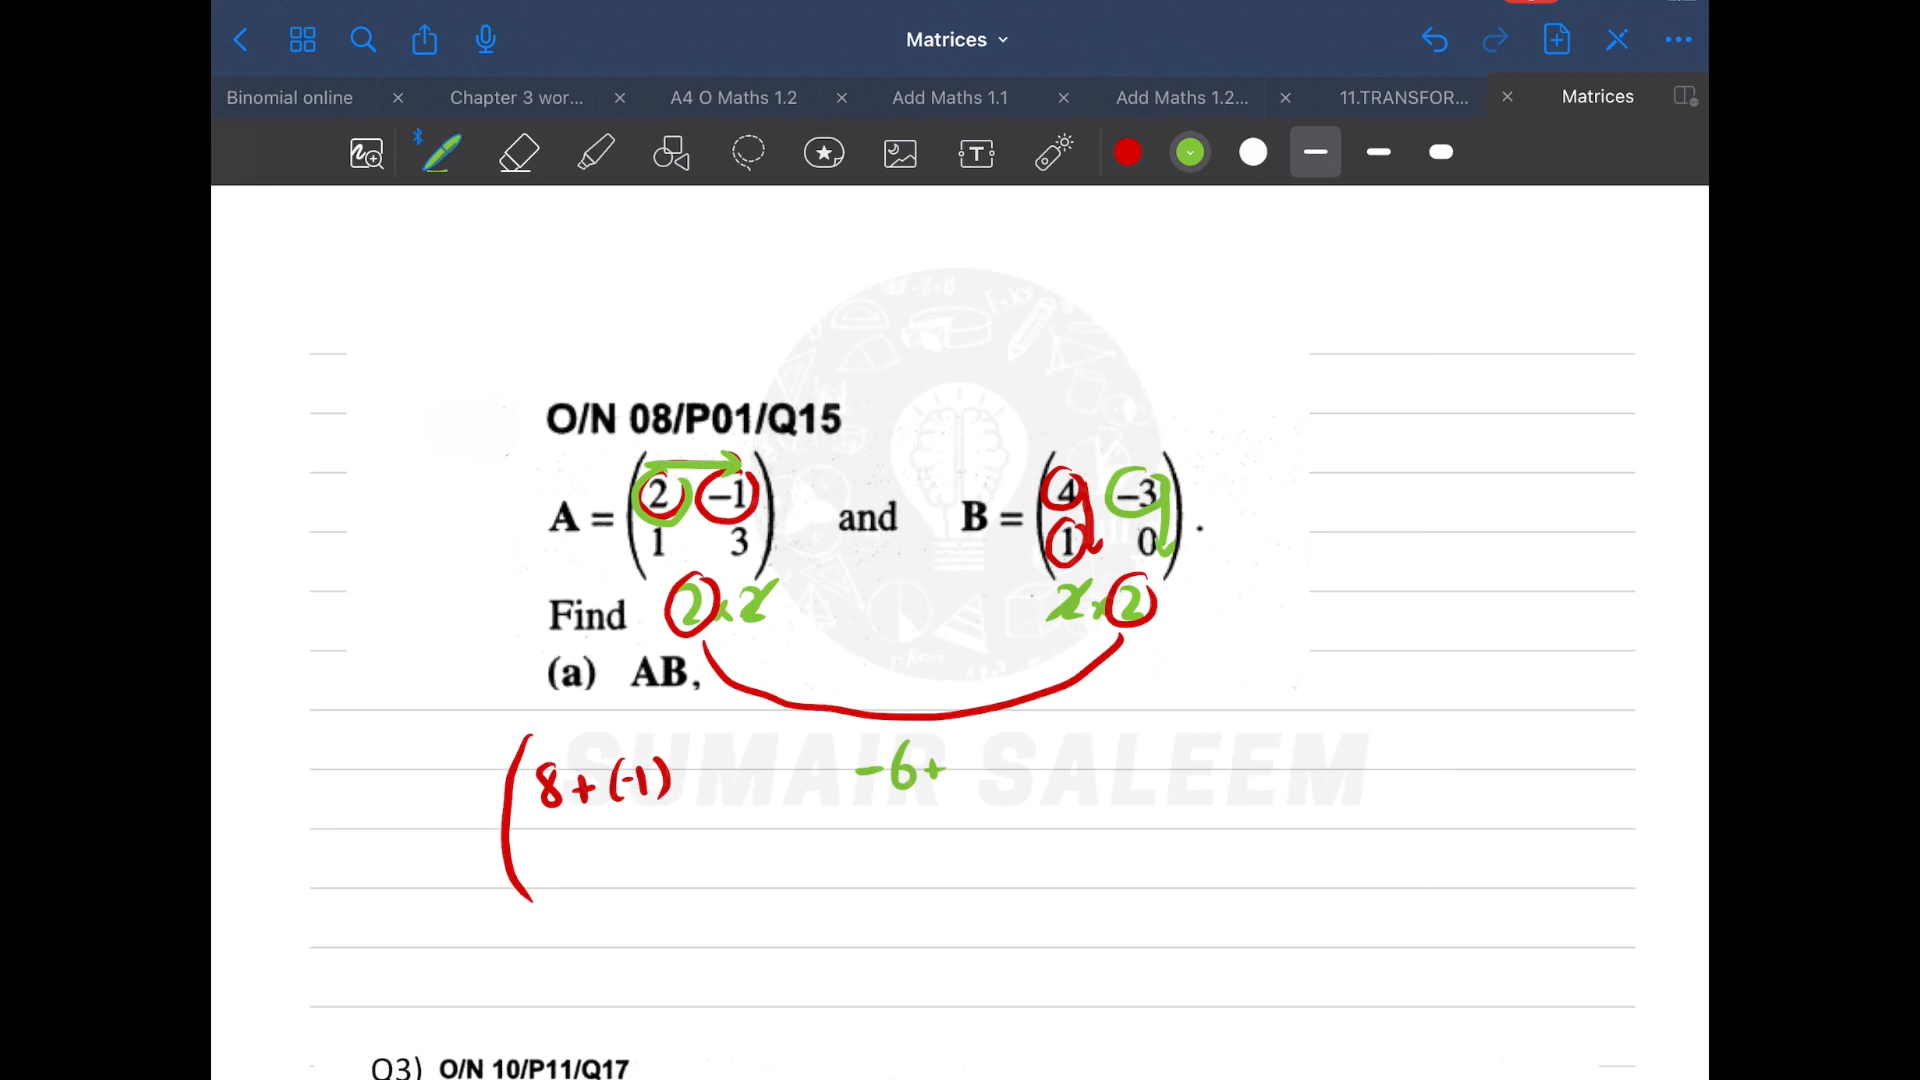 Matrices
Binomial online Chapter 3 wor... A4 O Maths 1.2 Add Maths 1.1 Add Maths 1.2... 11.TRANSFOR... Matrices
O/N 08/P01/Q15
A = ( 2 –1 ) and B = ( 4 –3 ) .
1 3 1 0
Find 2×2 2×2
(a) AB,
( 8 + (-1) -6+
SUMAIR SALEEM
Q3) O/N 10/P11/Q17